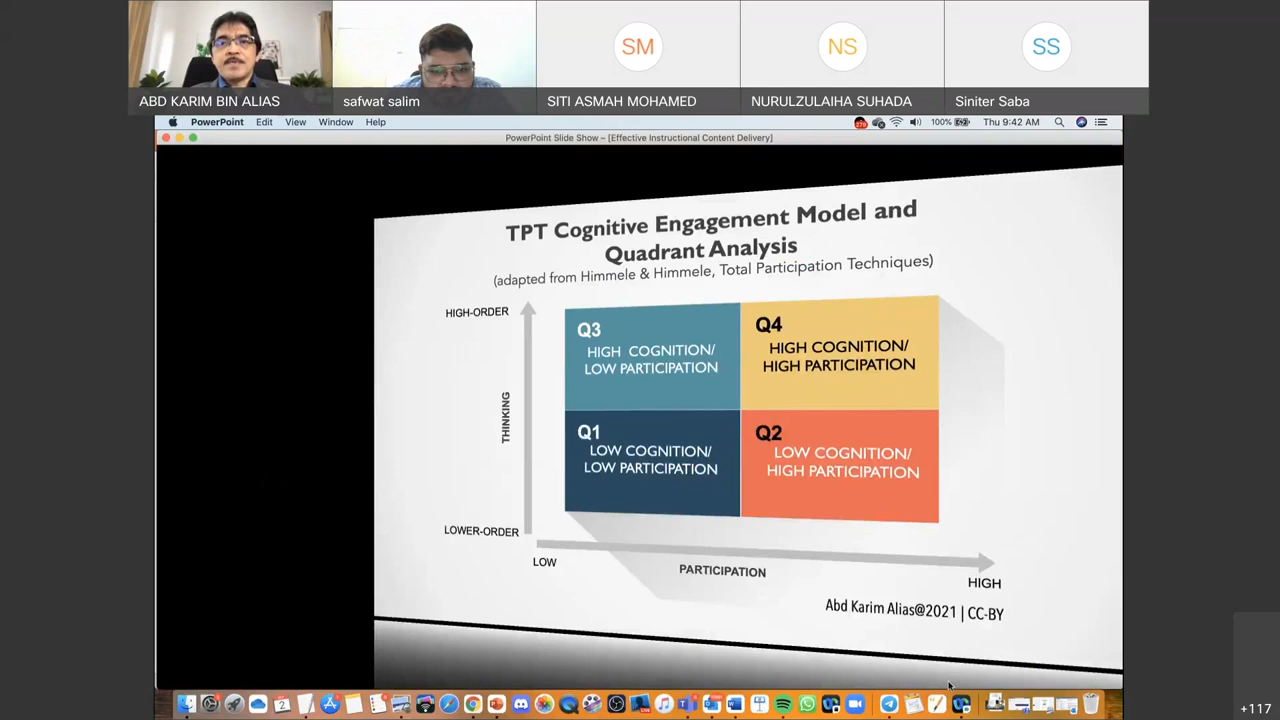 SM
NS
SS
ABD KARIM BIN ALIAS
safwat salim
SITI ASMAH MOHAMED
NURULZULAIHA SUHADA
Siniter Saba
PowerPoint Edit View Window Help
100%
Thu 9:42 AM
PowerPoint Slide Show – [Effective Instructional Content Delivery]
TPT Cognitive Engagement Model and
Quadrant Analysis
(adapted from Himmele & Himmele, Total Participation Techniques)
HIGH-ORDER
THINKING
LOWER-ORDER
Q3
HIGH COGNITION/
LOW PARTICIPATION
Q4
HIGH COGNITION/
HIGH PARTICIPATION
Q1
LOW COGNITION/
LOW PARTICIPATION
Q2
LOW COGNITION/
HIGH PARTICIPATION
LOW
PARTICIPATION
HIGH
Abd Karim Alias@2021 | CC-BY
+117